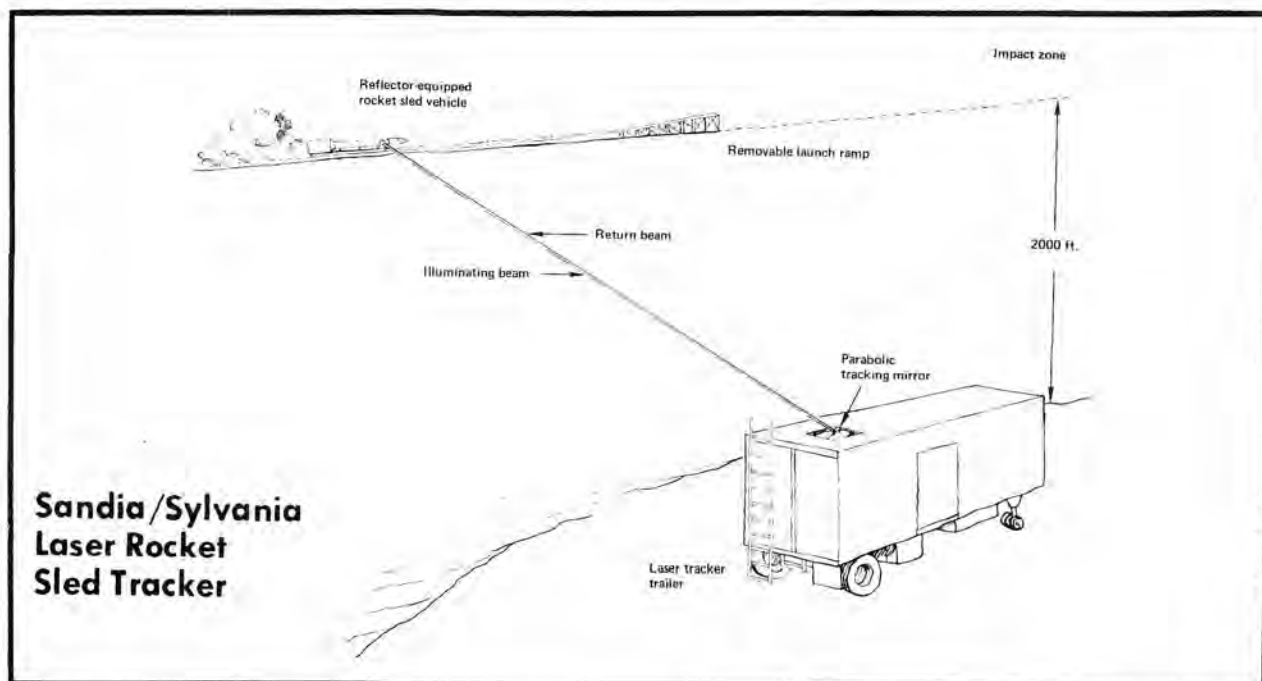 Impact zone
Reflector-equipped
rocket sled vehicle
Removable launch ramp
Return beam
2000 ft.
Illuminating beam
Parabolic
tracking mirror
Sandia/Sylvania
Laser Rocket
Sled Tracker
Laser tracker
trailer